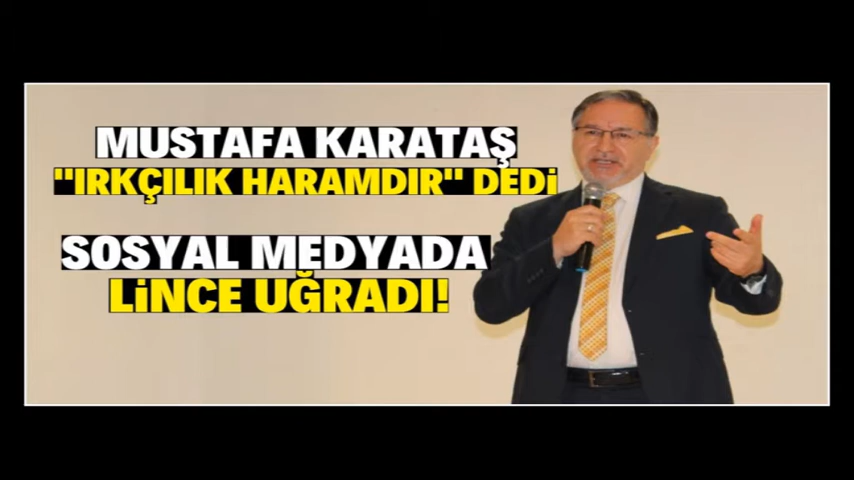 MUSTAFA KARATAŞ
"IRKÇILIK HARAMDIR" DEDİ
SOSYAL MEDYADA
LİNCE UĞRADI!